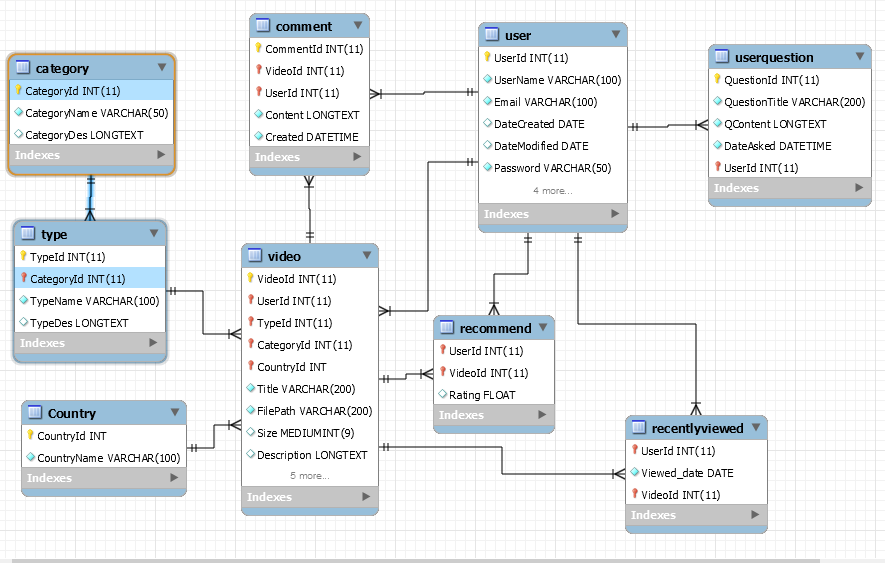 category
CategoryId INT(11)
CategoryName VARCHAR(50)
CategoryDes LONGTEXT
Indexes
comment
CommentId INT(11)
VideoId INT(11)
UserId INT(11)
Content LONGTEXT
Created DATETIME
Indexes
user
UserId INT(11)
UserName VARCHAR(100)
Email VARCHAR(100)
DateCreated DATE
DateModified DATE
Password VARCHAR(50)
4 more...
Indexes
userquestion
QuestionId INT(11)
QuestionTitle VARCHAR(200)
QContent LONGTEXT
DateAsked DATETIME
UserId INT(11)
Indexes
type
TypeId INT(11)
CategoryId INT(11)
TypeName VARCHAR(100)
TypeDes LONGTEXT
Indexes
video
VideoId INT(11)
UserId INT(11)
TypeId INT(11)
CategoryId INT(11)
CountryId INT
Title VARCHAR(200)
FilePath VARCHAR(200)
Size MEDIUMINT(9)
Description LONGTEXT
5 more...
Indexes
recommend
UserId INT(11)
VideoId INT(11)
Rating FLOAT
Indexes
Country
CountryId INT
CountryName VARCHAR(100)
Indexes
recentlyviewed
UserId INT(11)
Viewed_date DATE
VideoId INT(11)
Indexes